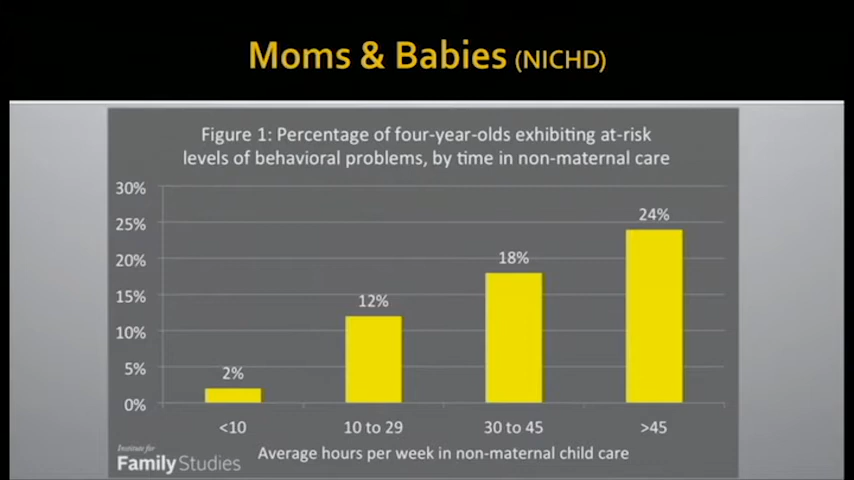 Moms & Babies (NICHD)
Figure 1: Percentage of four-year-olds exhibiting at-risk
levels of behavioral problems, by time in non-maternal care
30%
25%
20%
15%
10%
5%
0%
2%
12%
18%
24%
<10
10 to 29
30 to 45
>45
Average hours per week in non-maternal child care
Institute for
Family Studies